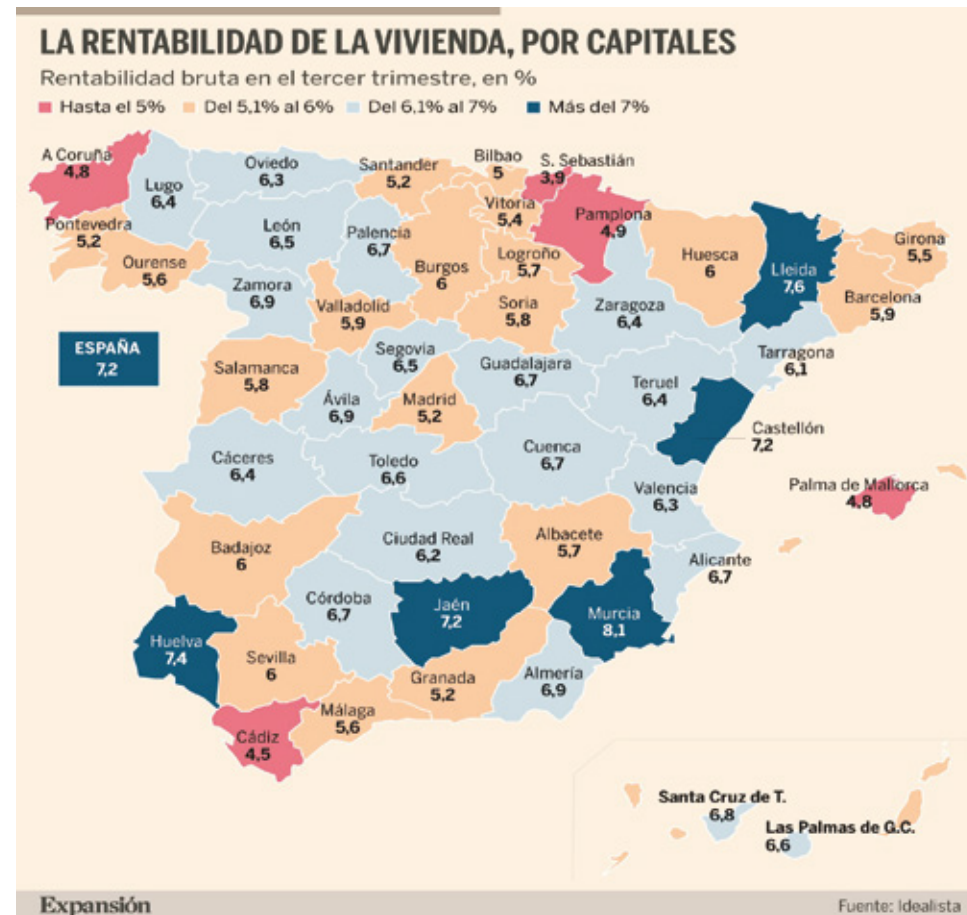 LA RENTABILIDAD DE LA VIVIENDA, POR CAPITALES
Rentabilidad bruta en el tercer trimestre, en %
Hasta el 5% Del 5,1% al 6% Del 6,1% al 7% Más del 7%
A Coruña
4,8
Lugo
6,4
Oviedo
6,3
Santander
5,2
Bilbao
5
S. Sebastián
3,9
Pontevedra
5,2
Ourense
5,6
León
6,5
Palencia
6,7
Vitoria
5,4
Pamplona
4,9
Burgos
6
Logroño
5,7
Huesca
6
Lleida
7,6
Girona
5,5
Barcelona
5,9
Zamora
6,9
Valladolid
5,9
Soria
5,8
Zaragoza
6,4
Tarragona
6,1
ESPAÑA
7,2
Salamanca
5,8
Segovia
6,5
Ávila
6,9
Madrid
5,2
Guadalajara
6,7
Teruel
6,4
Castellón
7,2
Cáceres
6,4
Toledo
6,6
Cuenca
6,7
Valencia
6,3
Palma de Mallorca
4,8
Badajoz
6
Ciudad Real
6,2
Albacete
5,7
Alicante
6,7
Huelva
7,4
Córdoba
6,7
Jaén
7,2
Murcia
8,1
Sevilla
6
Granada
5,2
Almería
6,9
Cádiz
4,5
Málaga
5,6
Santa Cruz de T.
6,8
Las Palmas de G.C.
6,6
Expansión
Fuente: Idealista